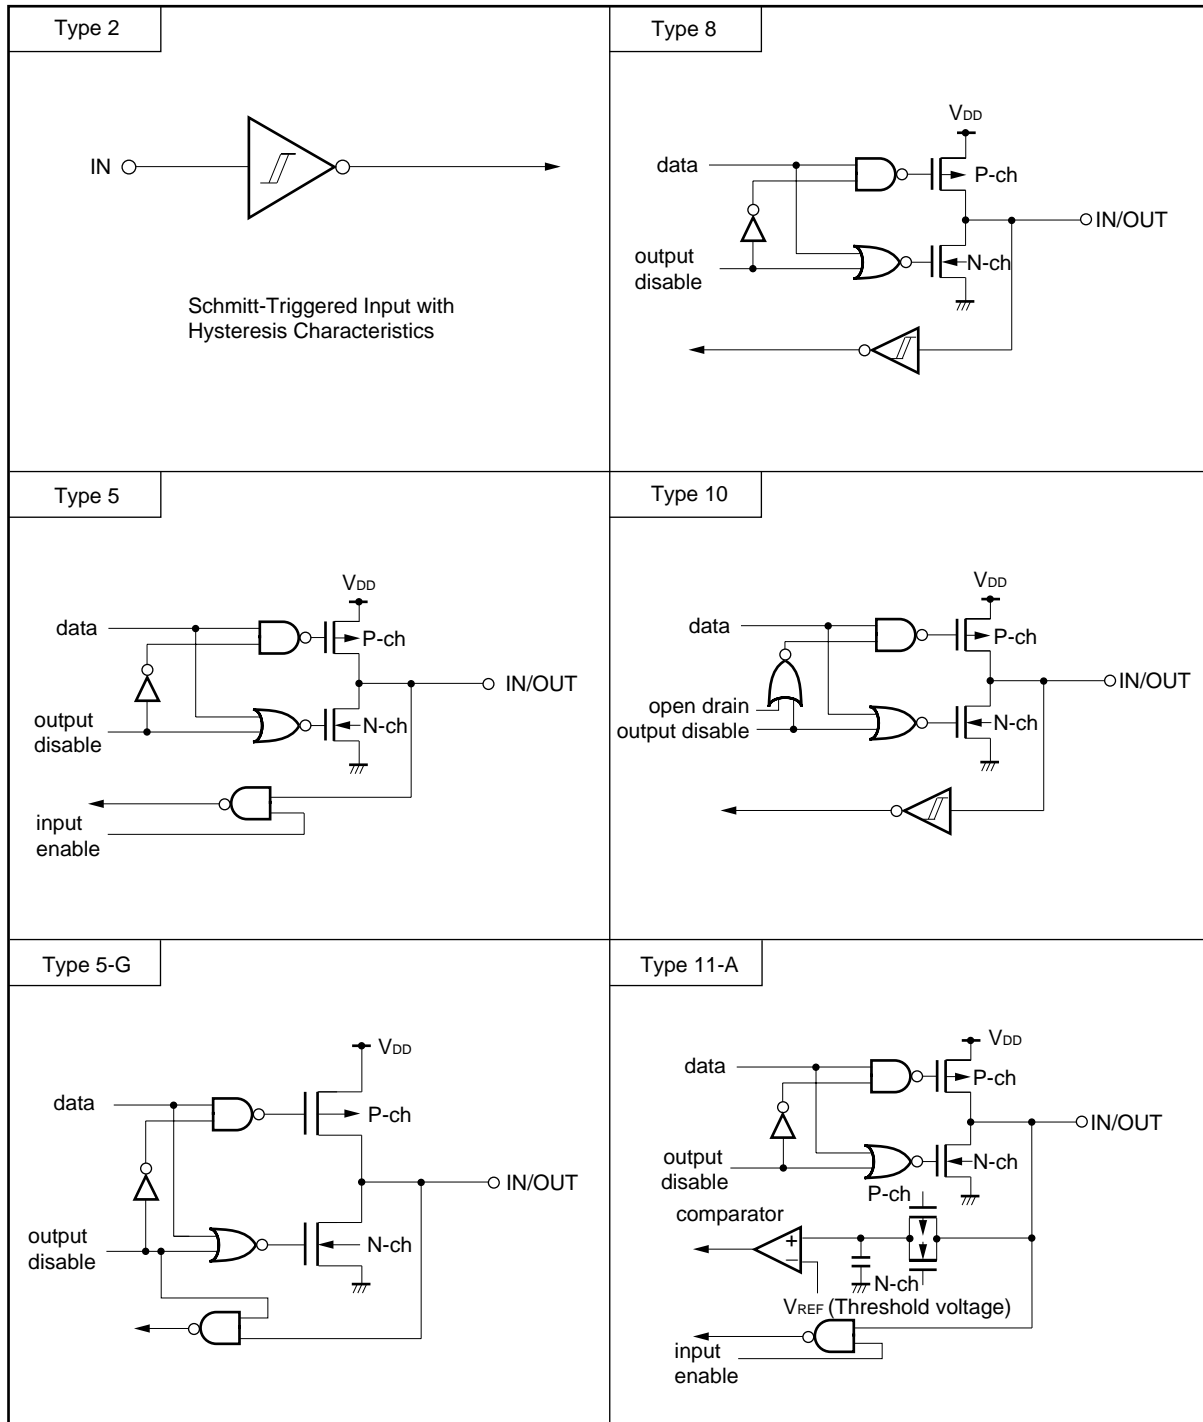 Type 2
IN
Schmitt-Triggered Input with
Hysteresis Characteristics
Type 8
VDD
data
P-ch
IN/OUT
output
disable
N-ch
Type 5
VDD
data
P-ch
IN/OUT
output
disable
N-ch
input
enable
Type 10
VDD
data
P-ch
IN/OUT
open drain
output disable
N-ch
Type 5-G
VDD
data
P-ch
IN/OUT
output
disable
N-ch
Type 11-A
VDD
data
P-ch
IN/OUT
output
disable
N-ch
P-ch
comparator
+
−
N-ch
VREF (Threshold voltage)
input
enable